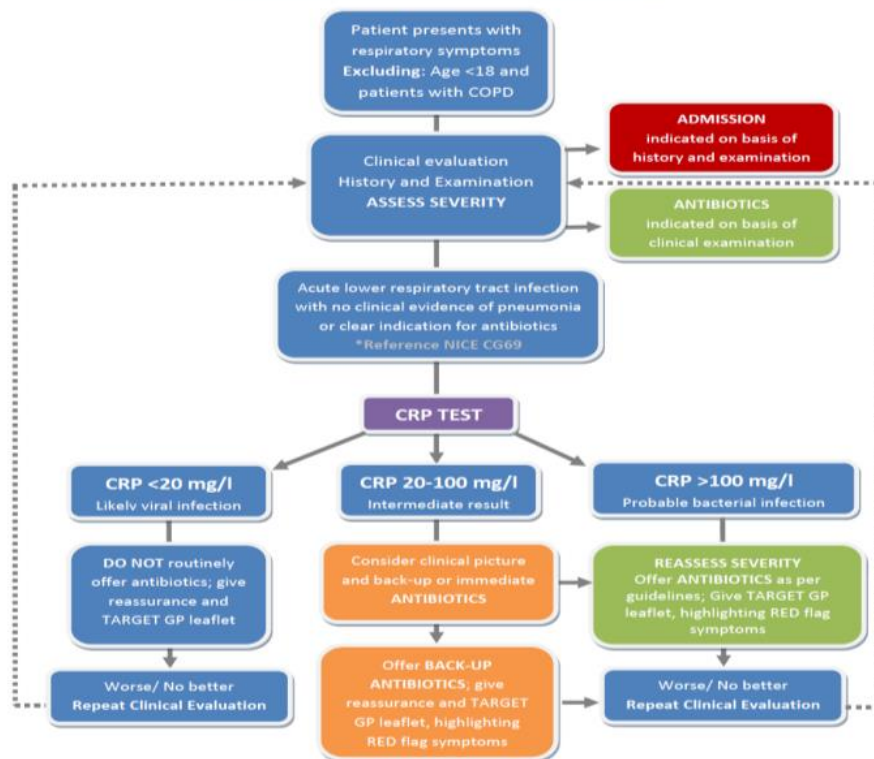 Patient presents with
respiratory symptoms
Excluding: Age <18 and
patients with COPD
ADMISSION
indicated on basis of
history and examination
Clinical evaluation
History and Examination
ASSESS SEVERITY
ANTIBIOTICS
indicated on basis of
clinical examination
Acute lower respiratory tract infection
with no clinical evidence of pneumonia
or clear indication for antibiotics
*Reference NICE CG69
CRP TEST
CRP <20 mg/l
Likely viral infection
CRP 20-100 mg/l
Intermediate result
CRP >100 mg/l
Probable bacterial infection
DO NOT routinely
offer antibiotics; give
reassurance and
TARGET GP leaflet
Consider clinical picture
and back-up or immediate
ANTIBIOTICS
REASSESS SEVERITY
Offer ANTIBIOTICS as per
guidelines; Give TARGET GP
leaflet, highlighting RED flag
symptoms
Worse/ No better
Repeat Clinical Evaluation
Offer BACK-UP
ANTIBIOTICS; give
reassurance and TARGET
GP leaflet, highlighting
RED flag symptoms
Worse/ No better
Repeat Clinical Evaluation